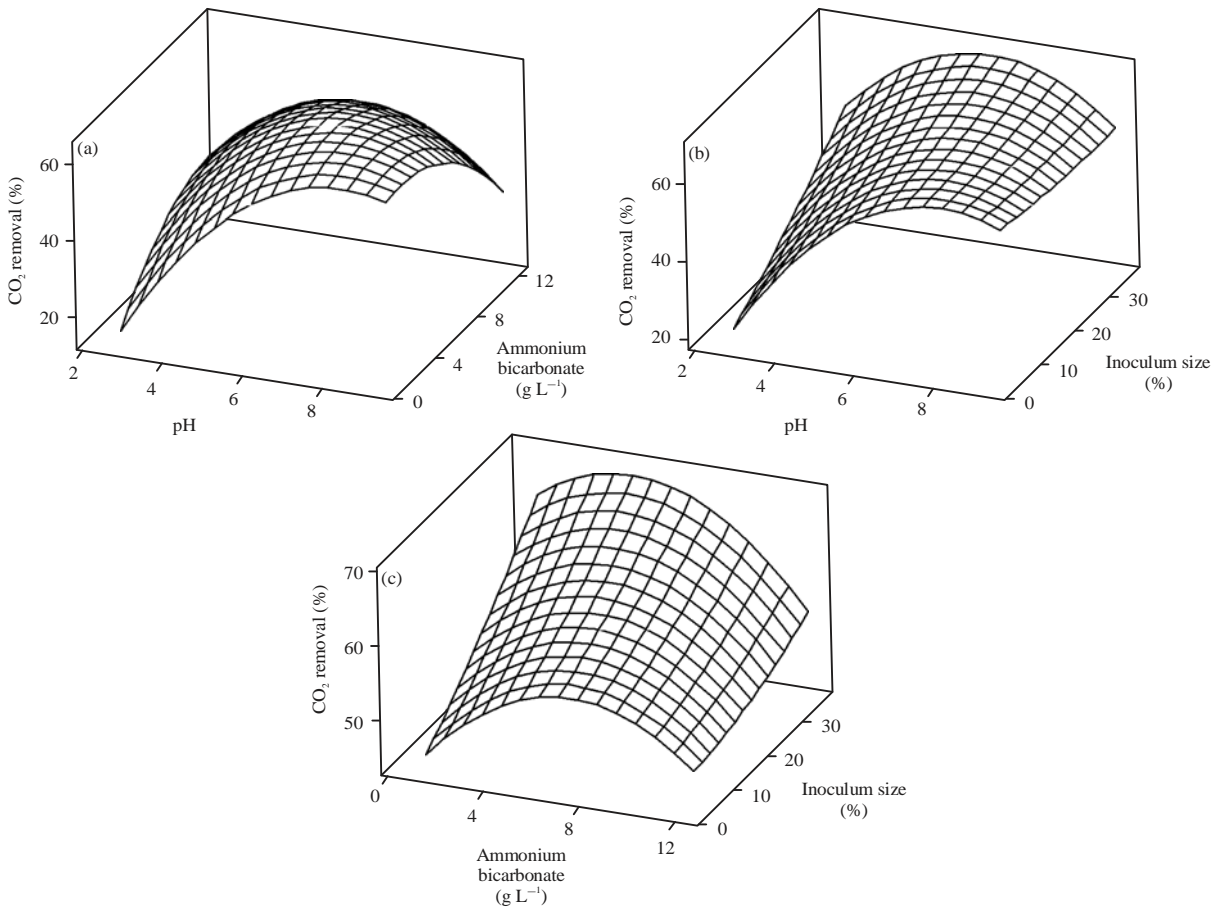 (a)
CO₂ removal (%)
60
40
20
2
4
6
8
pH
0
4
8
12
Ammonium
bicarbonate
(g L⁻¹)
(b)
CO₂ removal (%)
60
40
20
2
4
6
8
pH
0
10
20
30
Inoculum size
(%)
(c)
CO₂ removal (%)
70
60
50
0
4
8
12
Ammonium
bicarbonate
(g L⁻¹)
0
10
20
30
Inoculum size
(%)